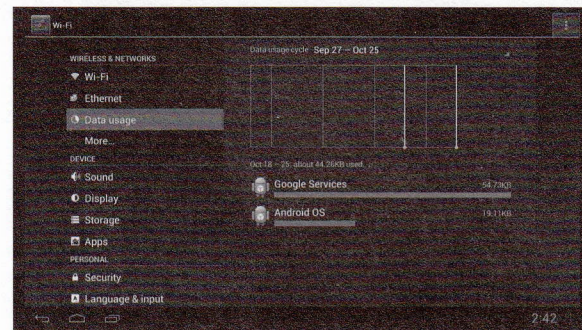 Wi-Fi
WIRELESS & NETWORKS
Wi-Fi
Ethernet
Data usage
More...
DEVICE
Sound
Display
Storage
Apps
PERSONAL
Security
Language & input
Data usage cycle Sep 27 – Oct 25
Oct 18 – 25: about 44.26KB used.
Google Services 54.73KB
Android OS 19.11KB
2:42